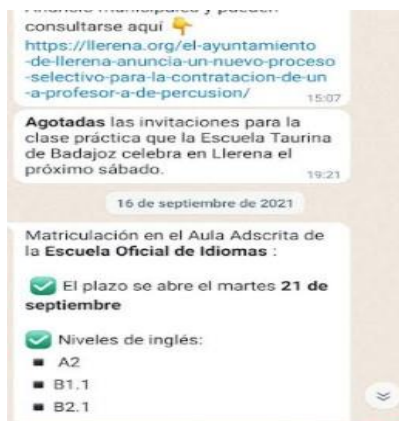 consultarse aquí 👇
https://llerena.org/el-ayuntamiento
-de-llerena-anuncia-un-nuevo-proceso
-selectivo-para-la-contratacion-de-un
-a-profesor-a-de-percusion/
15:07
Agotadas las invitaciones para la
clase práctica que la Escuela Taurina
de Badajoz celebra en Llerena el
próximo sábado.
19:21
16 de septiembre de 2021
Matriculación en el Aula Adscrita de
la Escuela Oficial de Idiomas :
✅ El plazo se abre el martes 21 de
septiembre
✅ Niveles de inglés:
▪ A2
▪ B1.1
▪ B2.1